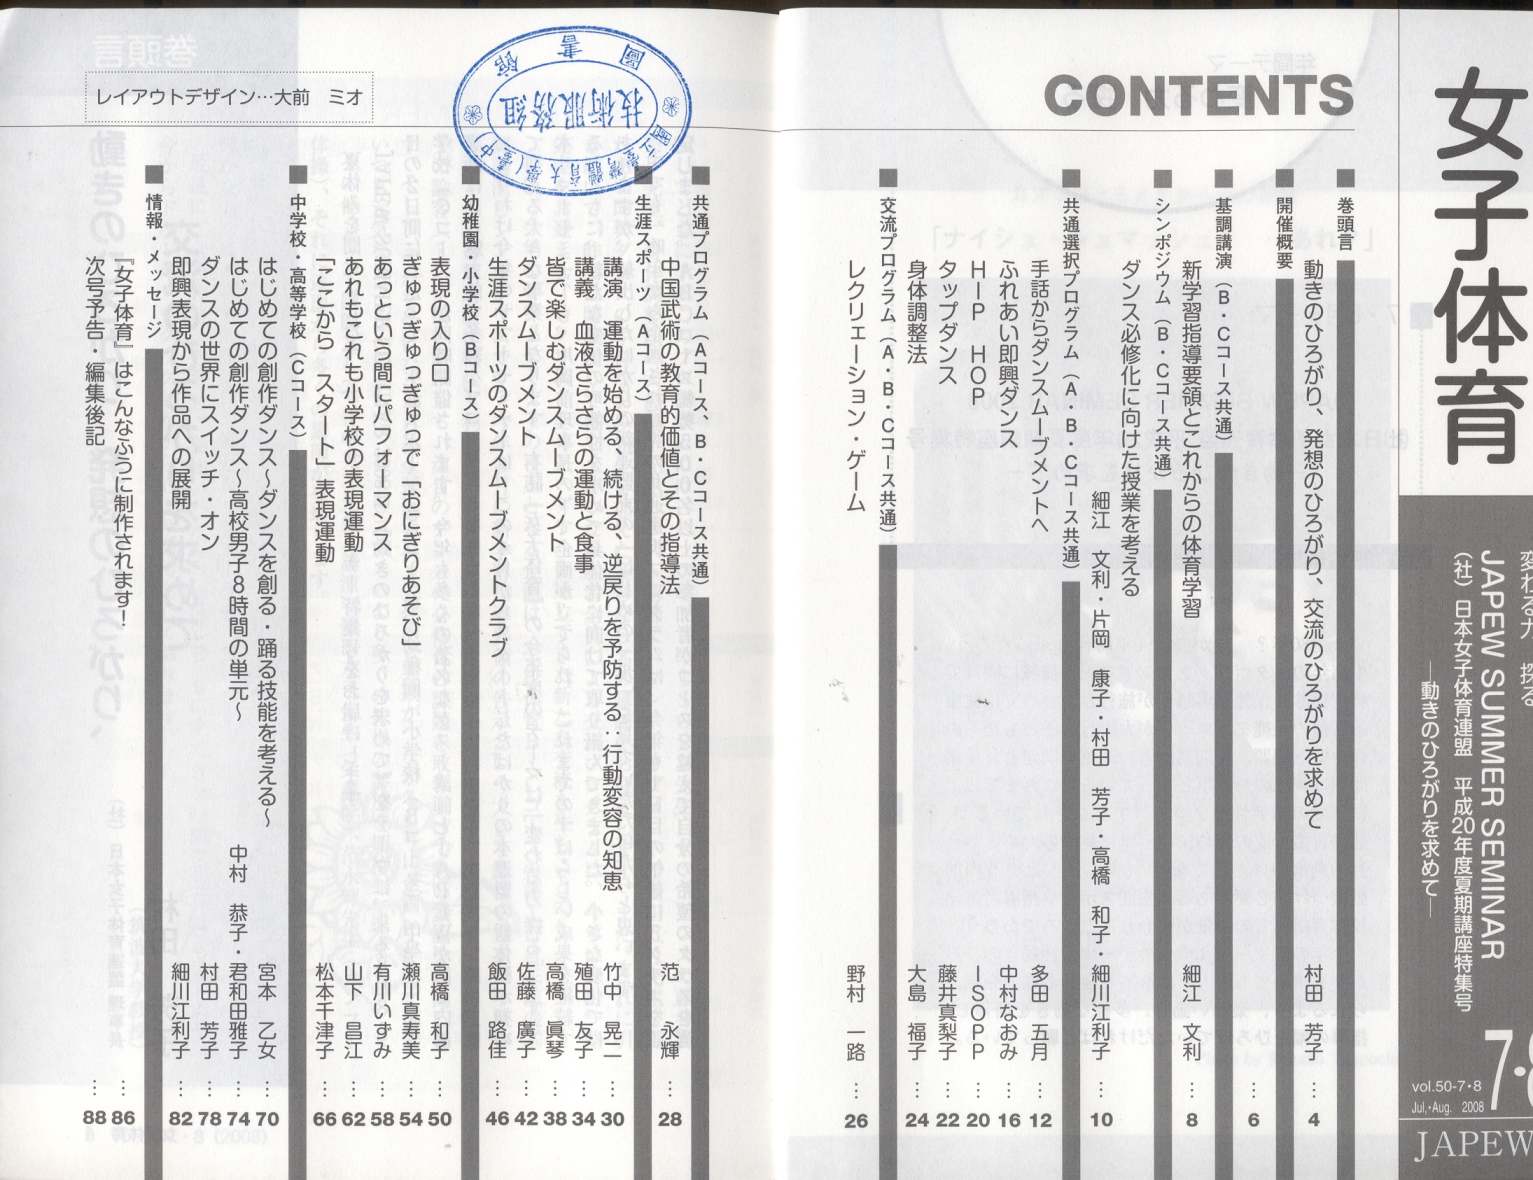 女子体育
JAPEW SUMMER SEMINAR
(社)日本女子体育連盟　平成20年度夏期講座特集号
―動きのひろがりを求めて―
vol.50-7・8
Jul.・Aug. 2008
JAPEW
CONTENTS
巻頭言
動きのひろがり、発想のひろがり、交流のひろがりを求めて　村田　芳子…4
開催概要 …6
基調講演(B・Cコース共通)
新学習指導要領とこれからの体育学習　細江　文利…8
シンポジウム(B・Cコース共通)
ダンス必修化に向けた授業を考える
細江　文利・片岡　康子・村田　芳子・高橋　和子・細川江利子…10
共通選択プログラム(A・B・Cコース共通)
手話からダンスムーブメントへ　多田　五月…12
ふれあい即興ダンス　中村なおみ…16
HIP HOP　ISOPP…20
タップダンス　藤井真梨子…22
身体調整法　大島　福子…24
交流プログラム(A・B・Cコース共通)
レクリェーション・ゲーム　野村　一路…26
共通プログラム(Aコース、B・Cコース共通)
中国武術の教育的価値とその指導法　范　永輝…28
生涯スポーツ(Aコース)
講演　運動を始める、続ける、逆戻りを予防する：行動変容の知恵　竹中　晃二…30
講義　血液さらさらの運動と食事　殖田　友子…34
皆で楽しむダンスムーブメント　高橋　眞琴…38
ダンスムーブメント　佐藤　廣子…42
生涯スポーツのダンスムーブメントクラブ　飯田　路佳…46
幼稚園・小学校(Bコース)
表現の入り口　高橋　和子…50
ぎゅっぎゅっぎゅっで「おにぎりあそび」　瀬川真寿美…54
あっという間にパフォーマンス　有川いずみ…58
あれもこれも小学校の表現運動　山下　昌江…62
「ここから　スタート」表現運動　松本千津子…66
中学校・高等学校(Cコース)
はじめての創作ダンス～ダンスを創る・踊る技能を考える～　宮本　乙女…70
はじめての創作ダンス～高校男子8時間の単元～　中村　恭子・君和田雅子…74
ダンスの世界にスイッチ・オン　村田　芳子…78
即興表現から作品への展開　細川江利子…82
情報・メッセージ
『女子体育』はこんなふうに制作されます！…86
次号予告・編集後記…88
レイアウトデザイン…大前　ミオ
國立臺灣體育大學(臺中)
圖書館
技術服務組